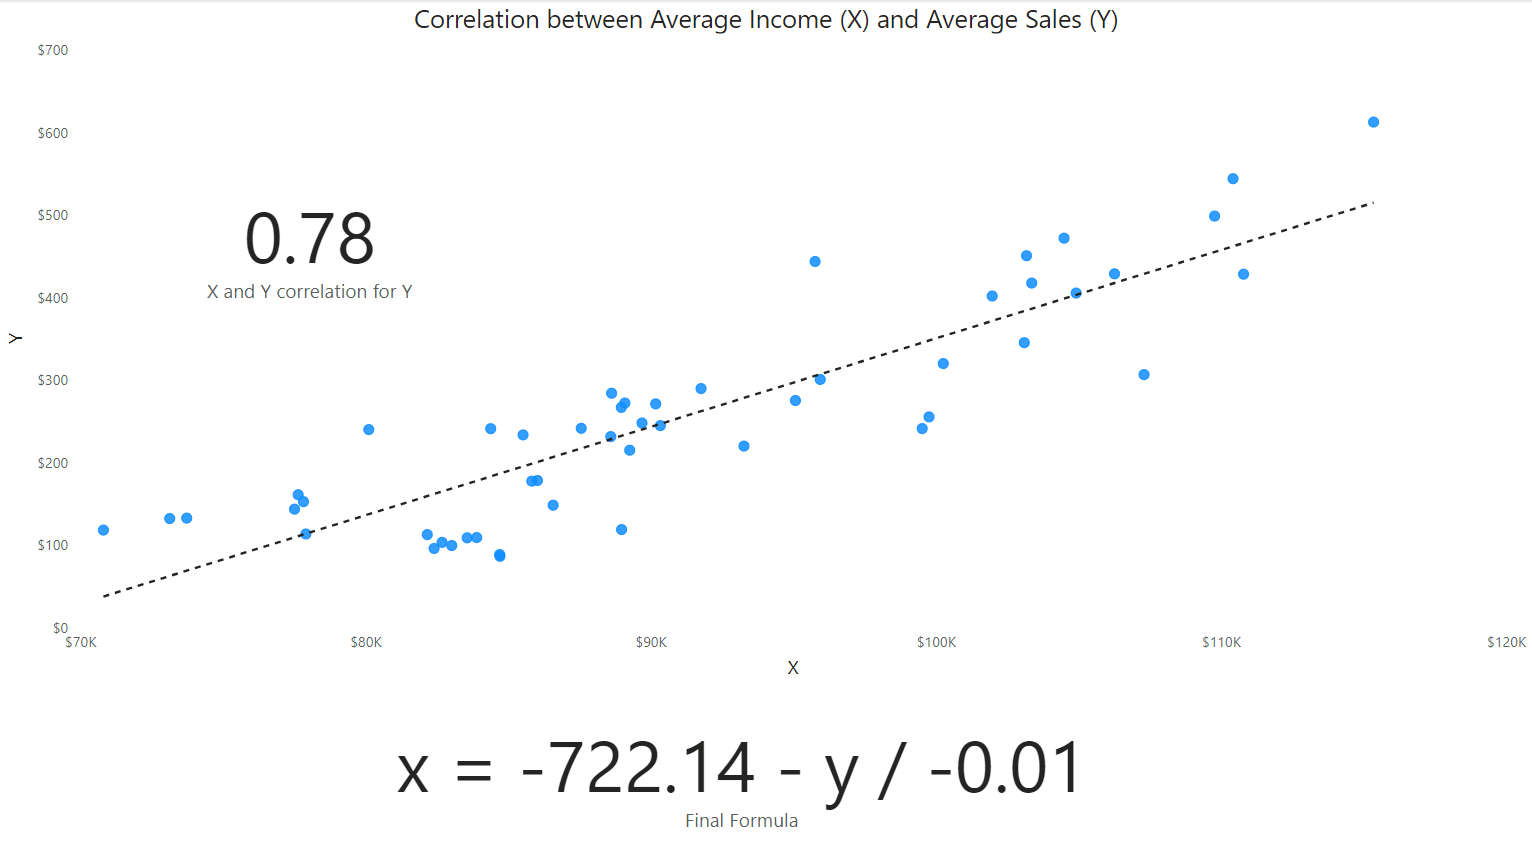 Correlation between Average Income (X) and Average Sales (Y)
$700
$600
$500
$400
$300
$200
$100
$0
Y
0.78
X and Y correlation for Y
$70K $80K $90K $100K $110K $120K
X
x = -722.14 - y / -0.01
Final Formula